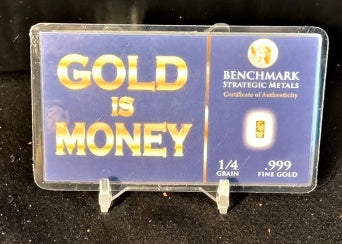 GOLD
IS
MONEY
BENCHMARK
STRATEGIC METALS
Certificate of Authenticity
1/4
GRAIN
.999
FINE GOLD